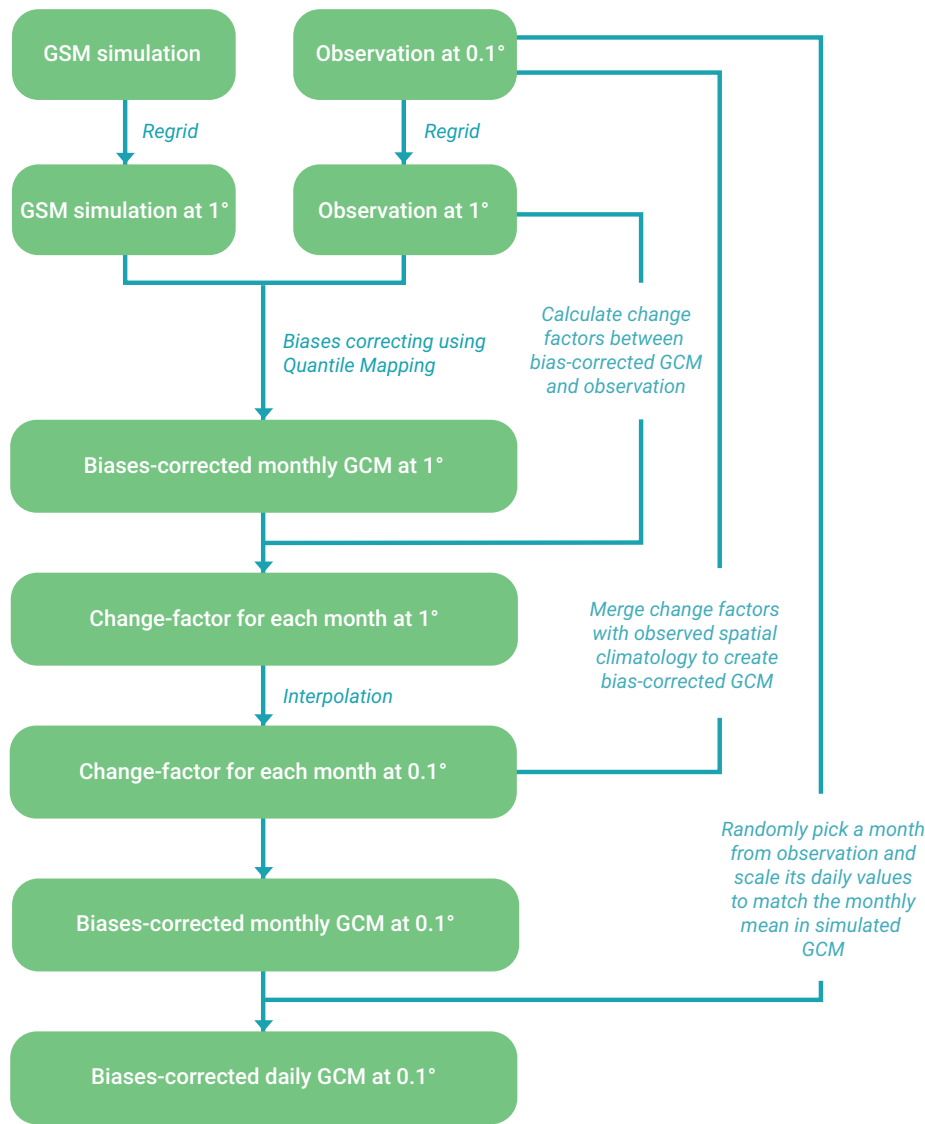 GSM simulation
Observation at 0.1°
Regrid
Regrid
GSM simulation at 1°
Observation at 1°
Calculate change
factors between
bias-corrected GCM
and observation
Biases correcting using
Quantile Mapping
Biases-corrected monthly GCM at 1°
Change-factor for each month at 1°
Merge change factors
with observed spatial
climatology to create
bias-corrected GCM
Interpolation
Change-factor for each month at 0.1°
Randomly pick a month
from observation and
scale its daily values
to match the monthly
mean in simulated
GCM
Biases-corrected monthly GCM at 0.1°
Biases-corrected daily GCM at 0.1°